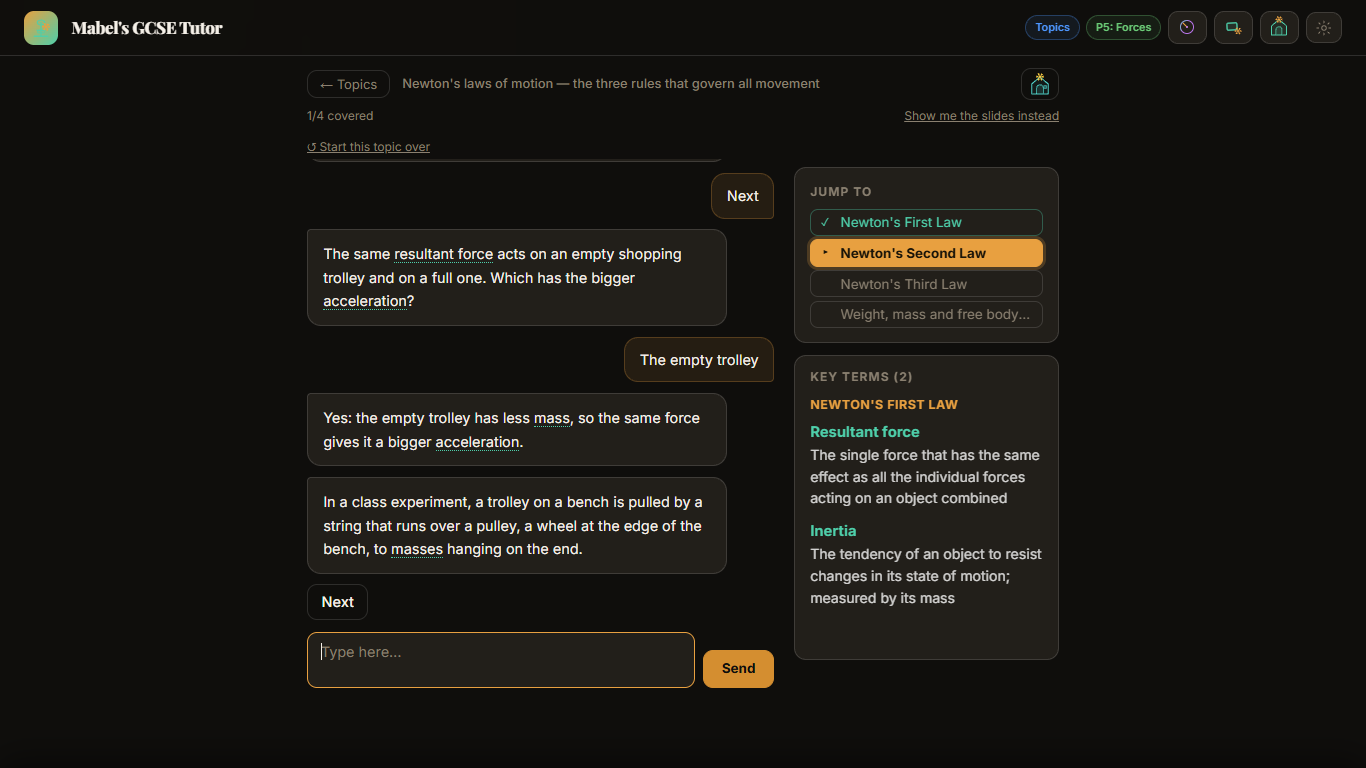 Mabel's GCSE Tutor
Topics
P5: Forces
← Topics
Newton's laws of motion — the three rules that govern all movement
1/4 covered
Show me the slides instead
↺ Start this topic over
Next
The same resultant force acts on an empty shopping
trolley and on a full one. Which has the bigger
acceleration?
The empty trolley
Yes: the empty trolley has less mass, so the same force
gives it a bigger acceleration.
In a class experiment, a trolley on a bench is pulled by a
string that runs over a pulley, a wheel at the edge of the
bench, to masses hanging on the end.
Next
Type here...
Send
JUMP TO
✓ Newton's First Law
‣ Newton's Second Law
Newton's Third Law
Weight, mass and free body...
KEY TERMS (2)
NEWTON'S FIRST LAW
Resultant force
The single force that has the same
effect as all the individual forces
acting on an object combined
Inertia
The tendency of an object to resist
changes in its state of motion;
measured by its mass